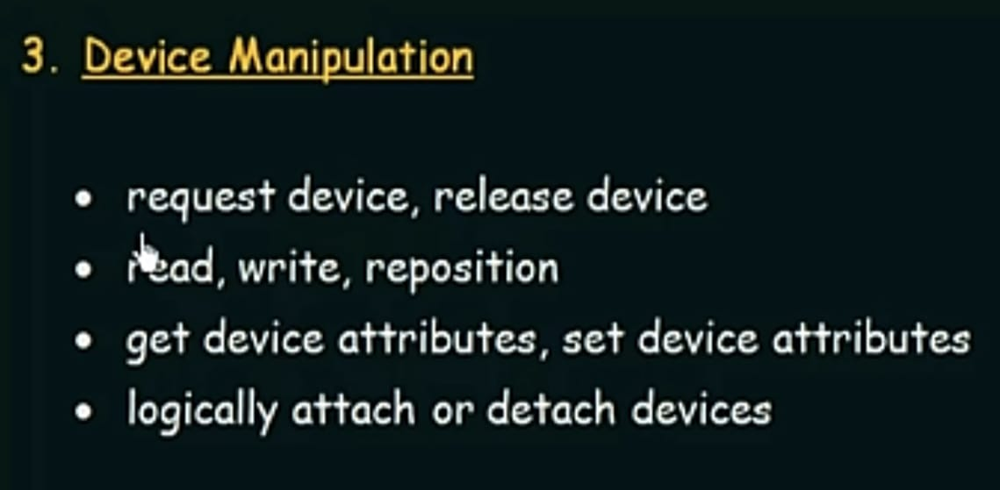 3. Device Manipulation
• request device, release device
• read, write, reposition
• get device attributes, set device attributes
• logically attach or detach devices